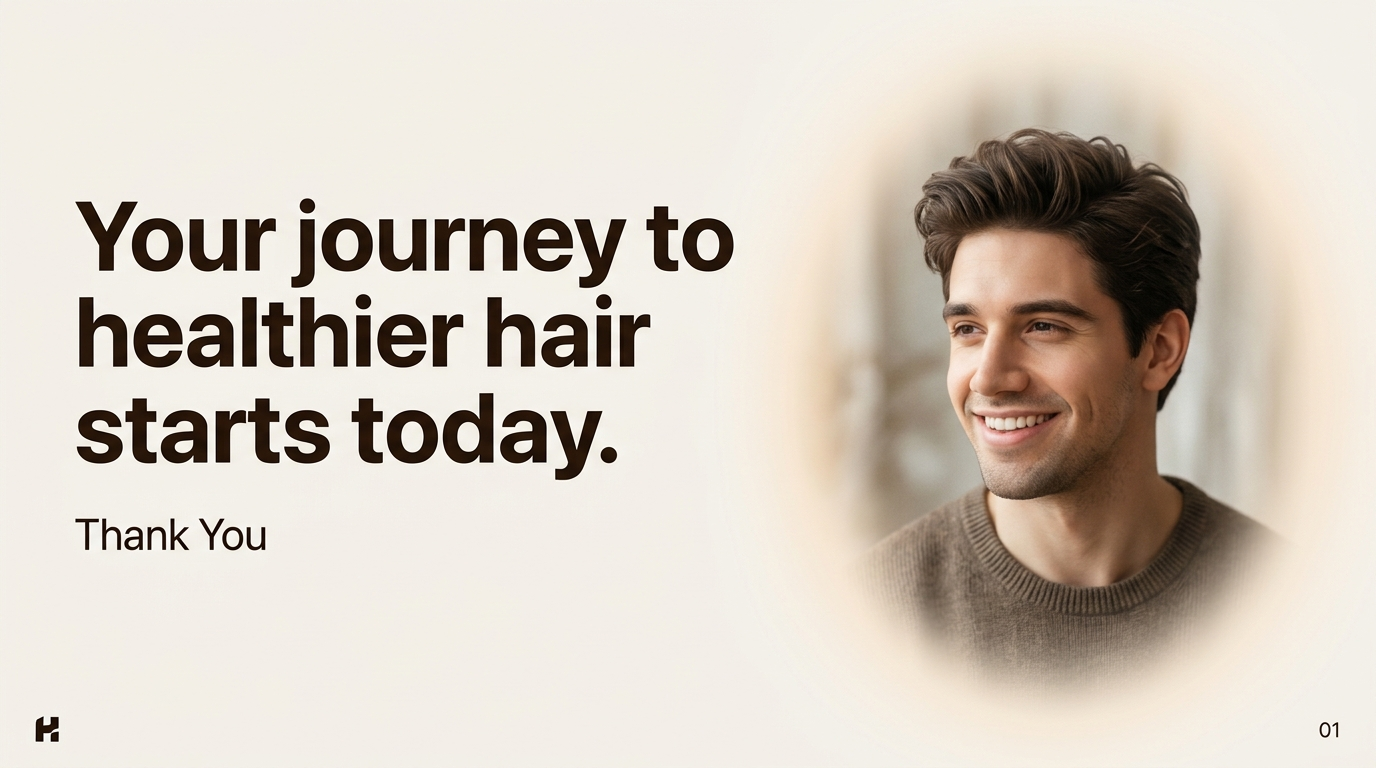 Your journey to
healthier hair
starts today.
Thank You
01